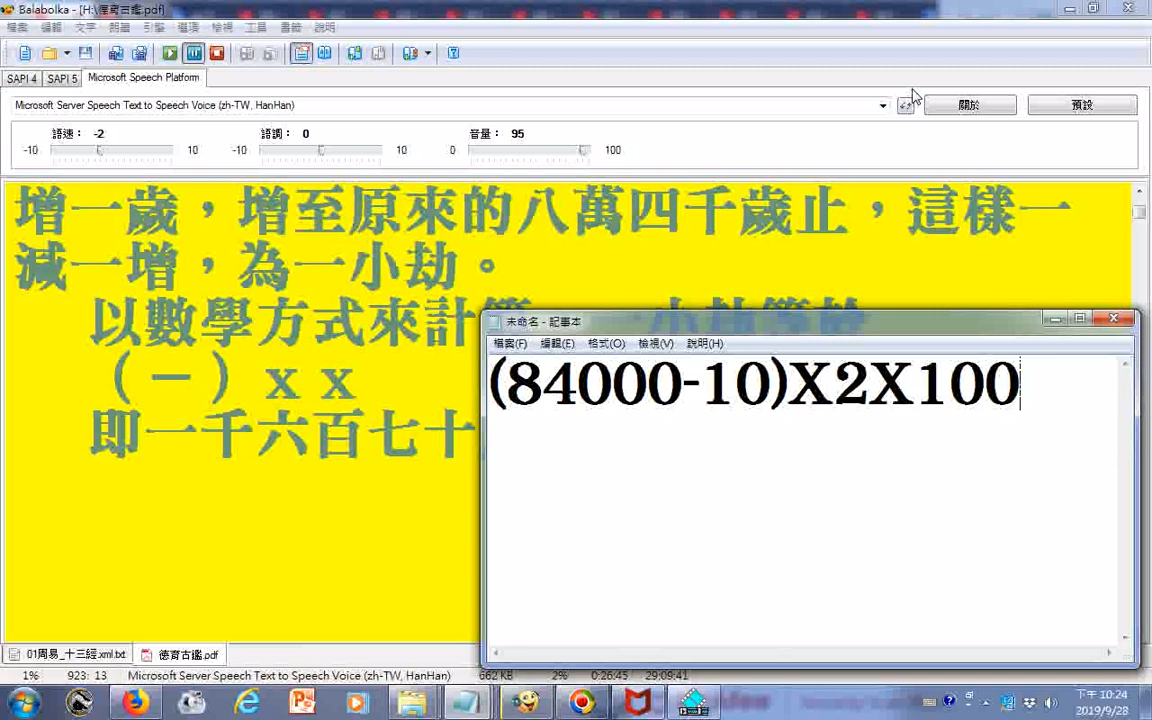 Balabolka - [H:\德育古鑑.pdf]
檔案 編輯 文字 朗讀 引擎 選項 檢視 工具 書籤 說明
SAPI 4 SAPI 5 Microsoft Speech Platform
Microsoft Server Speech Text to Speech Voice (zh-TW, HanHan)
關於 預設
語速： -2 語調： 0 音量： 95
-10 10 -10 10 0 100
增一歲，增至原來的八萬四千歲止，這樣一
減一增，為一小劫。
以數學方式來計算
（－）ｘｘ
即一千六百七十
未命名 - 記事本
檔案(F) 編輯(E) 格式(O) 檢視(V) 說明(H)
(84000-10)X2X100
01周易_十三經.xml.txt 德育古鑑.pdf
1% 923: 13 Microsoft Server Speech Text to Speech Voice (zh-TW, HanHan) 662 KB 2% 0:26:45 29:09:41
下午 10:24
2019/9/28